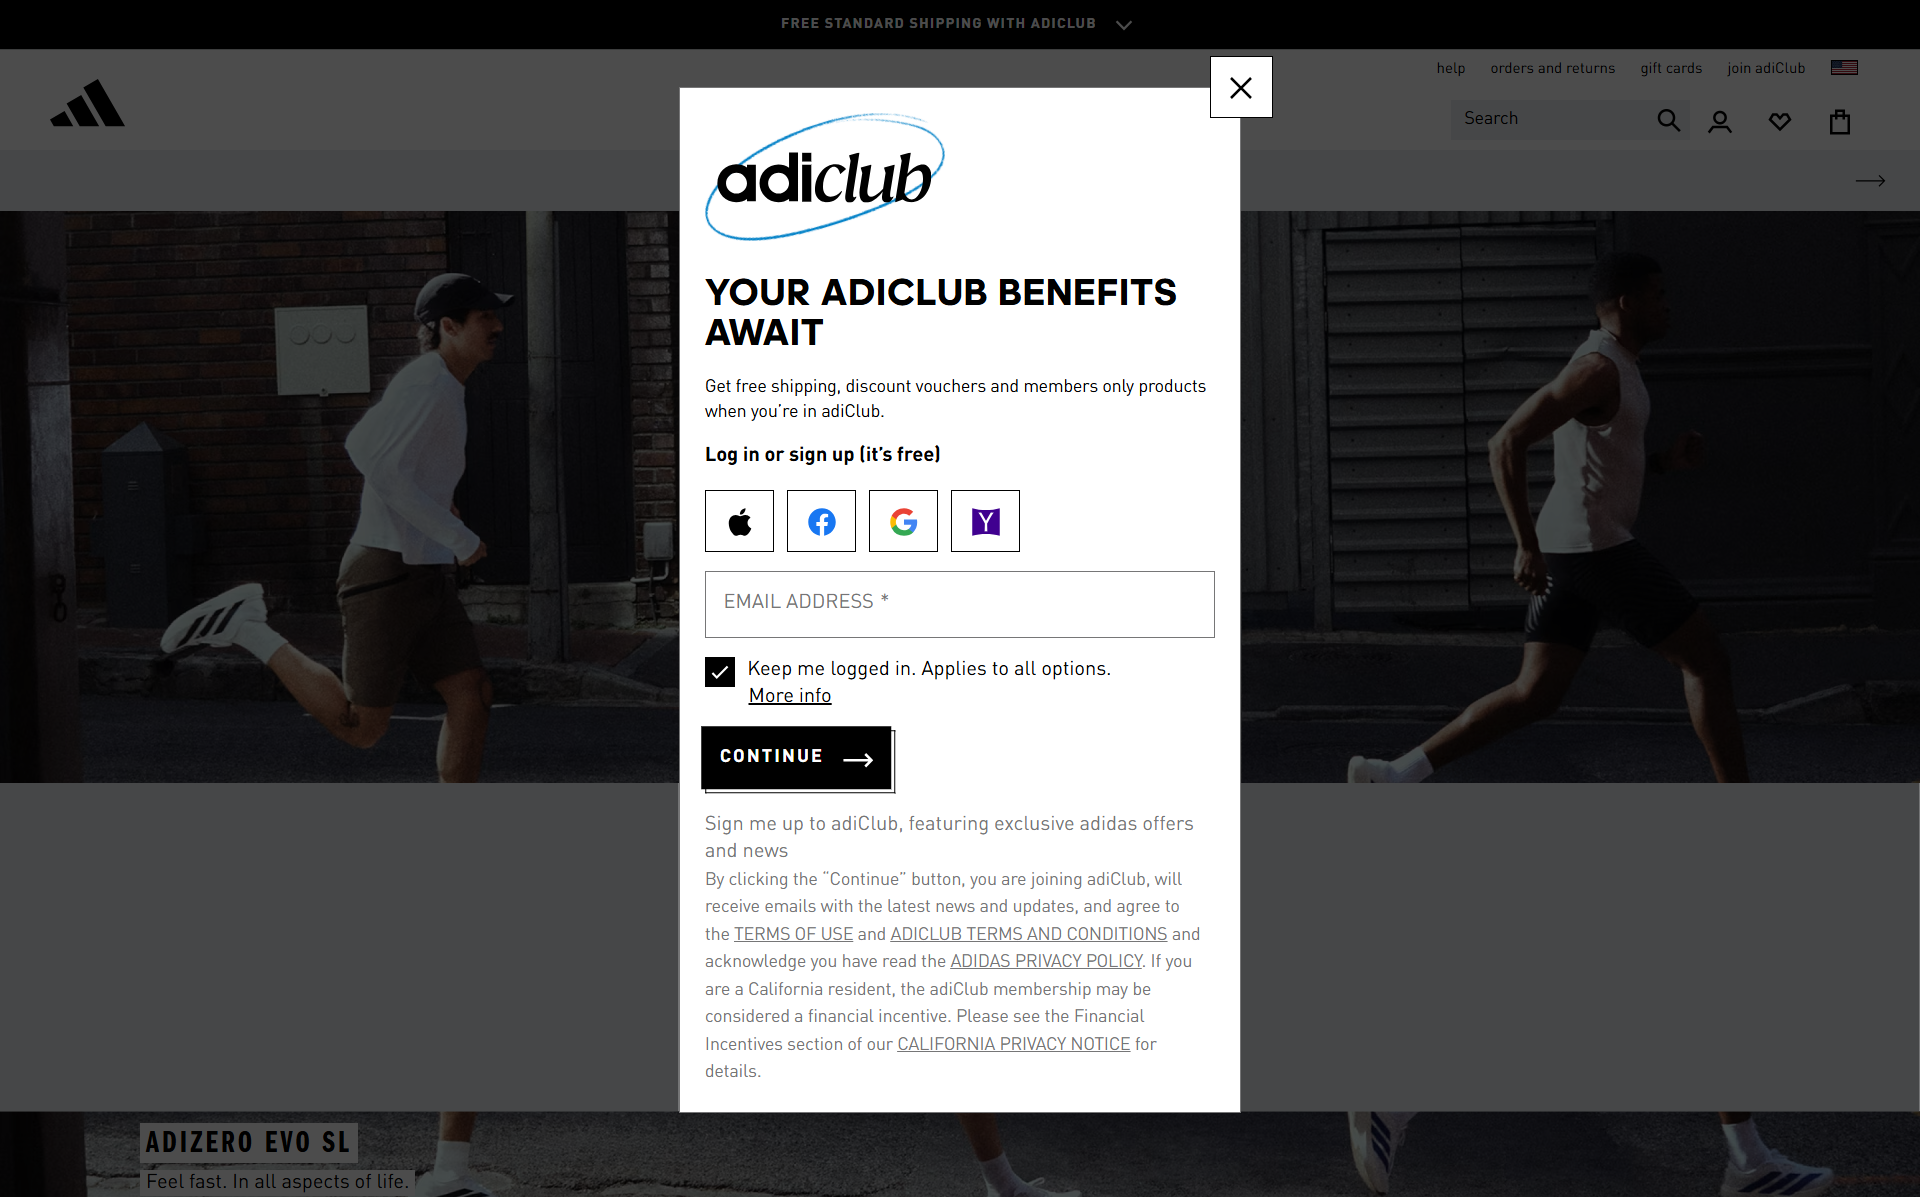 FREE STANDARD SHIPPING WITH ADICLUB
help orders and returns gift cards join adiClub
Search
adiclub
YOUR ADICLUB BENEFITS
AWAIT
Get free shipping, discount vouchers and members only products
when you're in adiClub.
Log in or sign up (it's free)
EMAIL ADDRESS *
Keep me logged in. Applies to all options.
More info
CONTINUE
Sign me up to adiClub, featuring exclusive adidas offers
and news
By clicking the "Continue" button, you are joining adiClub, will
receive emails with the latest news and updates, and agree to
the TERMS OF USE and ADICLUB TERMS AND CONDITIONS and
acknowledge you have read the ADIDAS PRIVACY POLICY. If you
are a California resident, the adiClub membership may be
considered a financial incentive. Please see the Financial
Incentives section of our CALIFORNIA PRIVACY NOTICE for
details.
ADIZERO EVO SL
Feel fast. In all aspects of life.